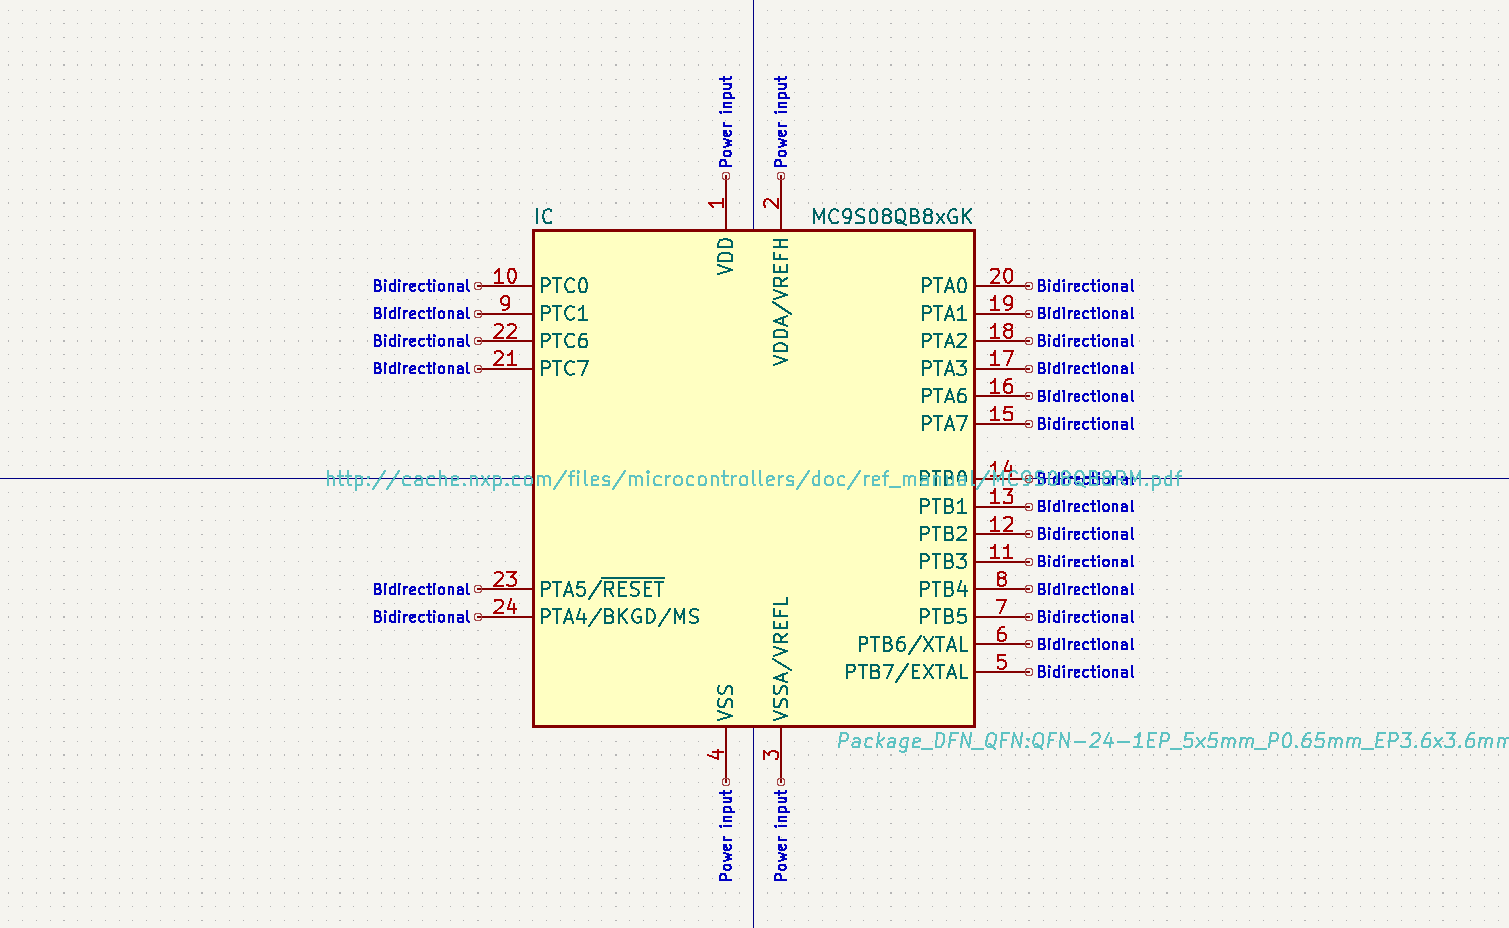 Power input
Power input
1
2
IC
MC9S08QB8xGK
VDD
VDDA/VREFH
Bidirectional 10 PTC0
Bidirectional 9 PTC1
Bidirectional 22 PTC6
Bidirectional 21 PTC7
PTA0 20 Bidirectional
PTA1 19 Bidirectional
PTA2 18 Bidirectional
PTA3 17 Bidirectional
PTA6 16 Bidirectional
PTA7 15 Bidirectional
http://cache.nxp.com/files/microcontrollers/doc/ref_manual/MC9S08QB8RM.pdf
PTB0 14 Bidirectional
PTB1 13 Bidirectional
PTB2 12 Bidirectional
PTB3 11 Bidirectional
PTB4 8 Bidirectional
PTB5 7 Bidirectional
PTB6/XTAL 6 Bidirectional
PTB7/EXTAL 5 Bidirectional
Bidirectional 23 PTA5/RESET
Bidirectional 24 PTA4/BKGD/MS
VSS
VSSA/VREFL
Package_DFN_QFN:QFN-24-1EP_5x5mm_P0.65mm_EP3.6x3.6mm
4
3
Power input
Power input